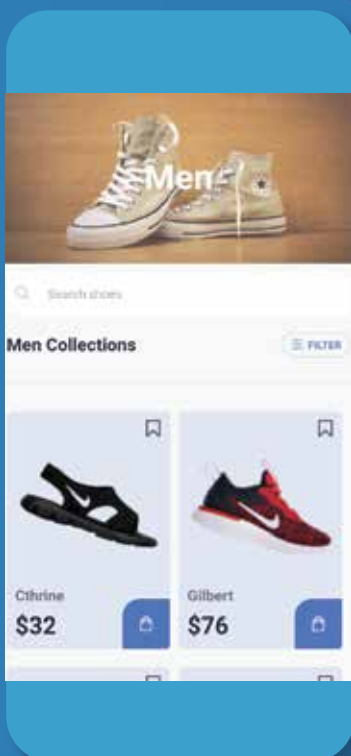 Men
Search shoes
Men Collections
FILTER
Cthrine
$32
Gilbert
$76